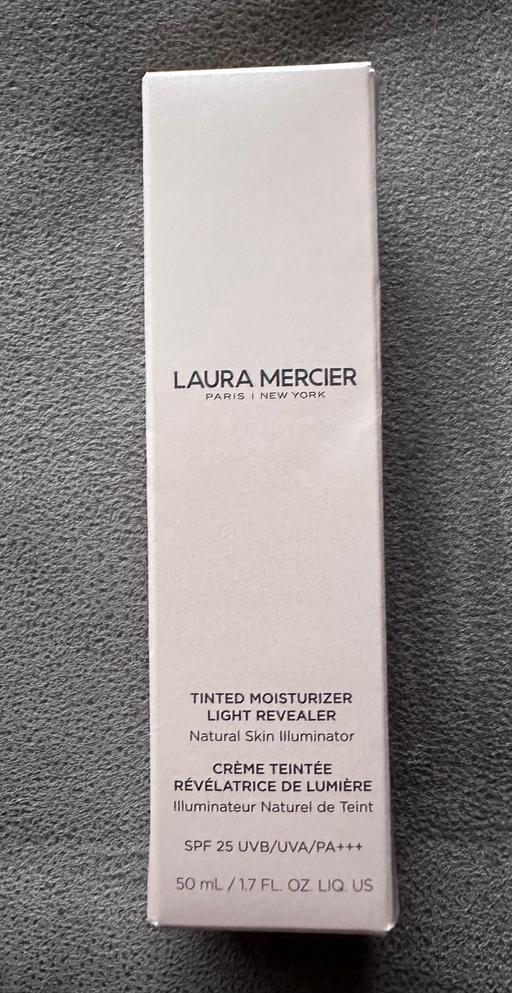 LAURA MERCIER
PARIS | NEW YORK
TINTED MOISTURIZER
LIGHT REVEALER
Natural Skin Illuminator
CRÈME TEINTÉE
RÉVÉLATRICE DE LUMIÈRE
Illuminateur Naturel de Teint
SPF 25 UVB/UVA/PA+++
50 mL / 1.7 FL. OZ. LIQ. US